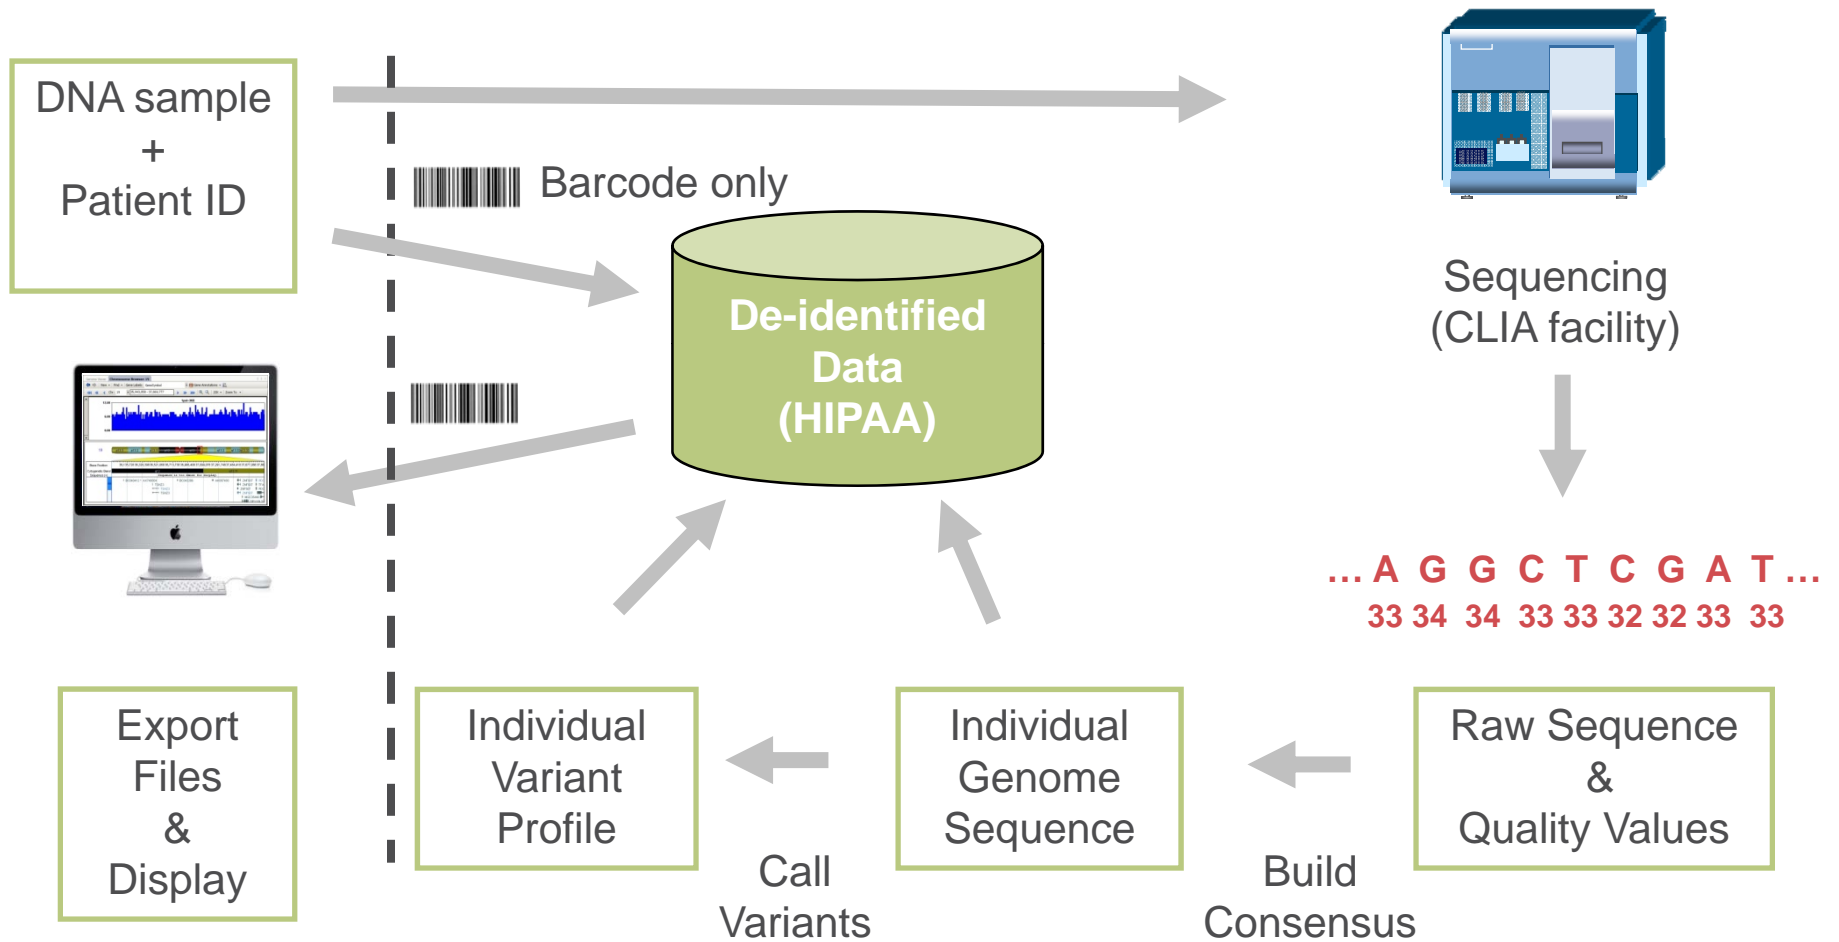 DNA sample
+
Patient ID
Barcode only
De-identified
Data
(HIPAA)
Sequencing
(CLIA facility)
... A G G C T C G A T ...
33 34 34 33 33 32 32 33 33
Export
Files
&
Display
Individual
Variant
Profile
Call
Variants
Individual
Genome
Sequence
Build
Consensus
Raw Sequence
&
Quality Values